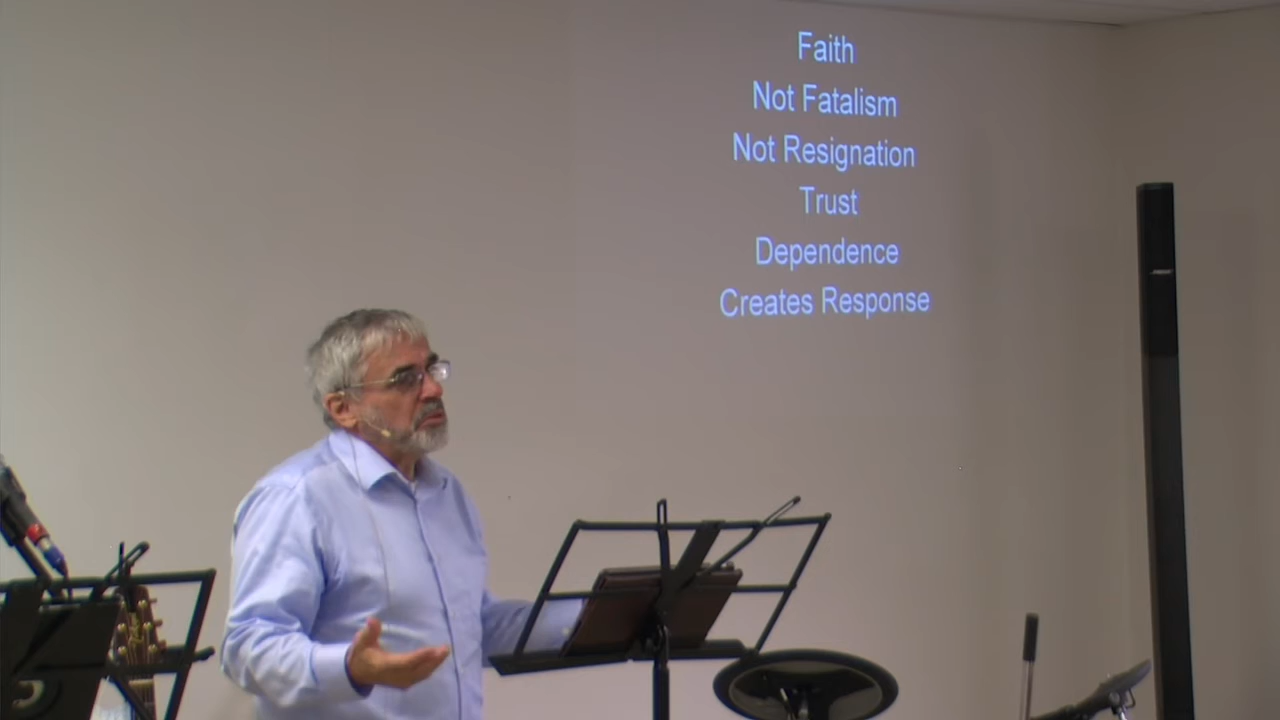 Faith
Not Fatalism
Not Resignation
Trust
Dependence
Creates Response